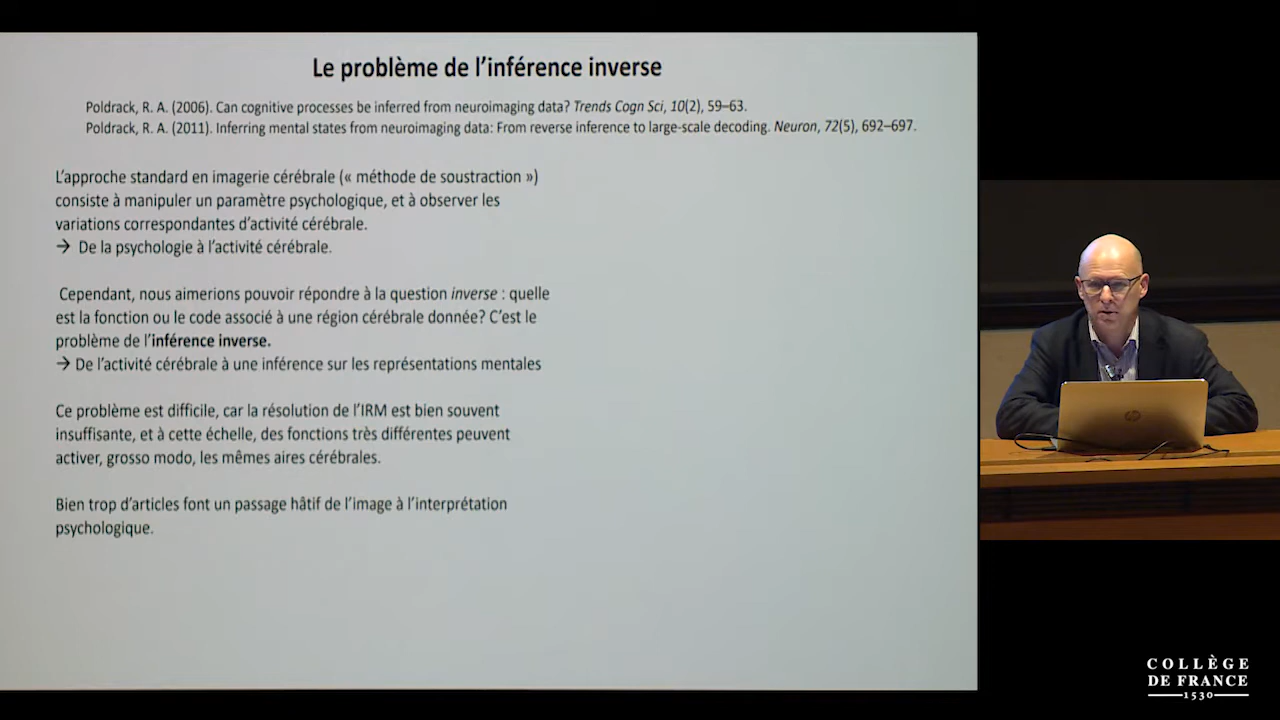 Le problème de l'inférence inverse
Poldrack, R. A. (2006). Can cognitive processes be inferred from neuroimaging data? Trends Cogn Sci, 10(2), 59–63.
Poldrack, R. A. (2011). Inferring mental states from neuroimaging data: From reverse inference to large-scale decoding. Neuron, 72(5), 692–697.
L'approche standard en imagerie cérébrale (« méthode de soustraction »)
consiste à manipuler un paramètre psychologique, et à observer les
variations correspondantes d'activité cérébrale.
→ De la psychologie à l'activité cérébrale.
Cependant, nous aimerions pouvoir répondre à la question inverse : quelle
est la fonction ou le code associé à une région cérébrale donnée? C'est le
problème de l'inférence inverse.
→ De l'activité cérébrale à une inférence sur les représentations mentales
Ce problème est difficile, car la résolution de l'IRM est bien souvent
insuffisante, et à cette échelle, des fonctions très différentes peuvent
activer, grosso modo, les mêmes aires cérébrales.
Bien trop d'articles font un passage hâtif de l'image à l'interprétation
psychologique.
hp
COLLÈGE
DE FRANCE
1530